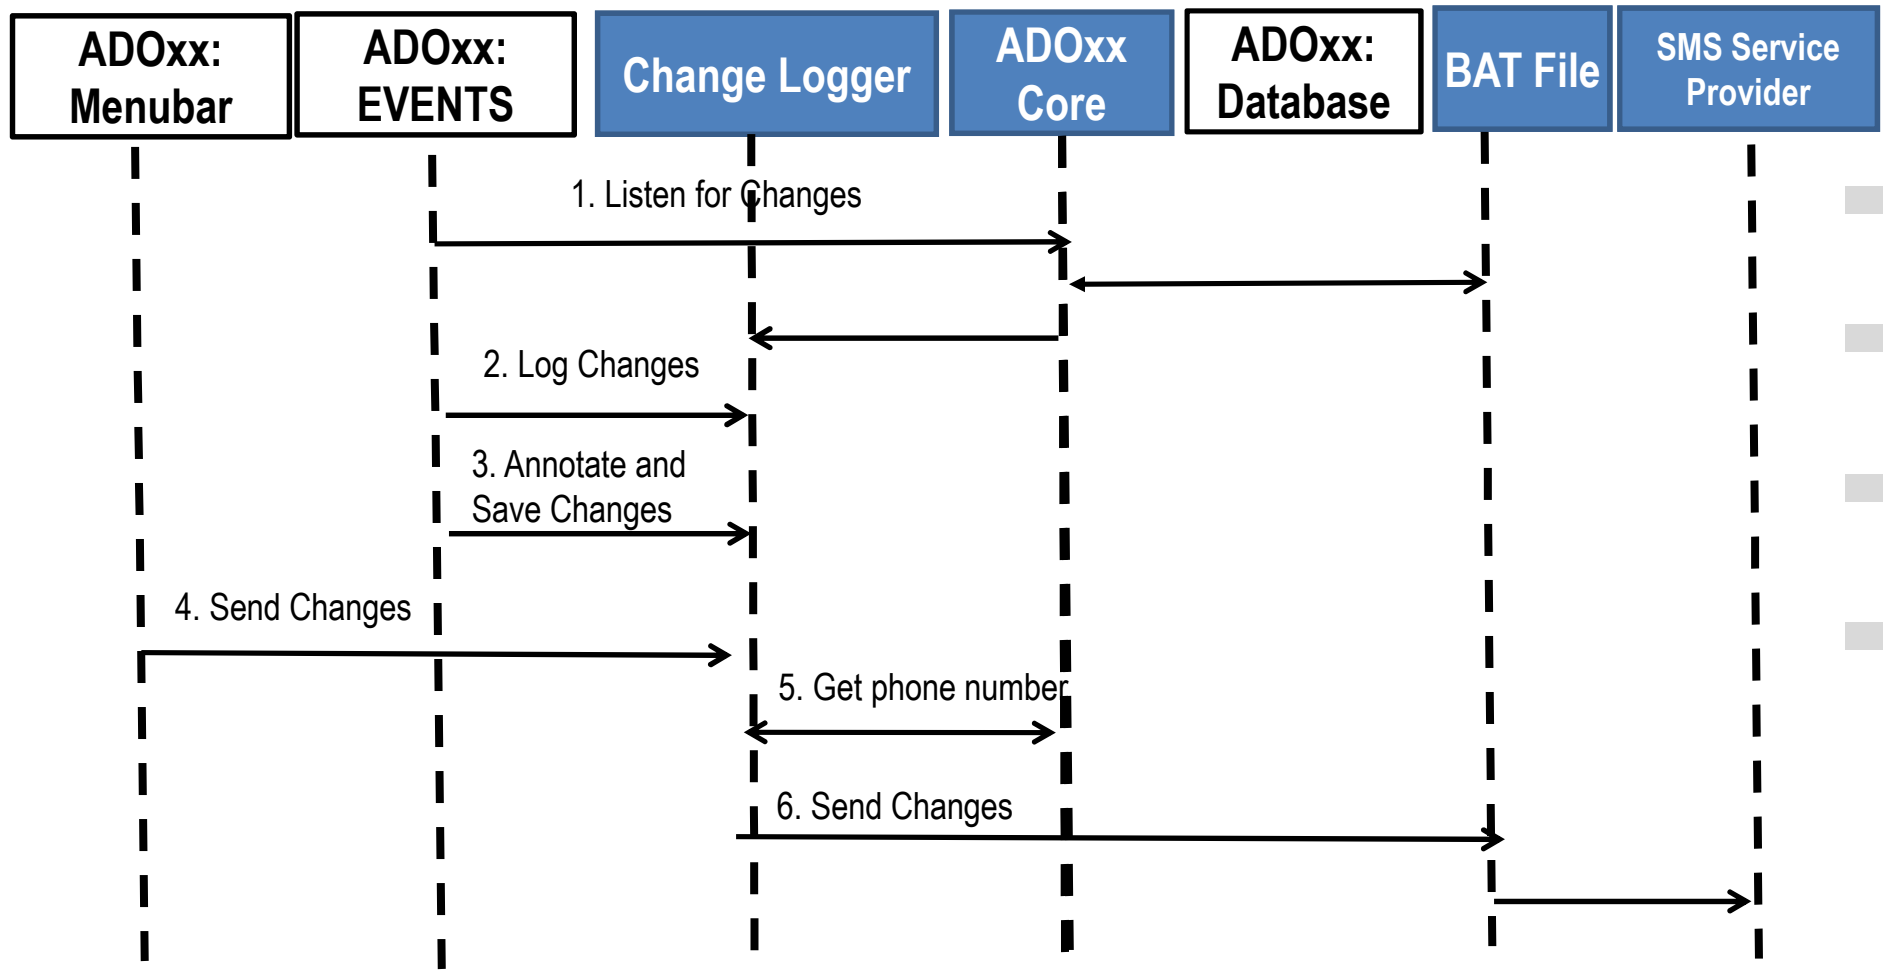 ADOxx:
Menubar
ADOxx:
EVENTS
Change Logger
ADOxx
Core
ADOxx:
Database
BAT File
SMS Service
Provider
1. Listen for Changes
2. Log Changes
3. Annotate and
Save Changes
4. Send Changes
5. Get phone number
6. Send Changes